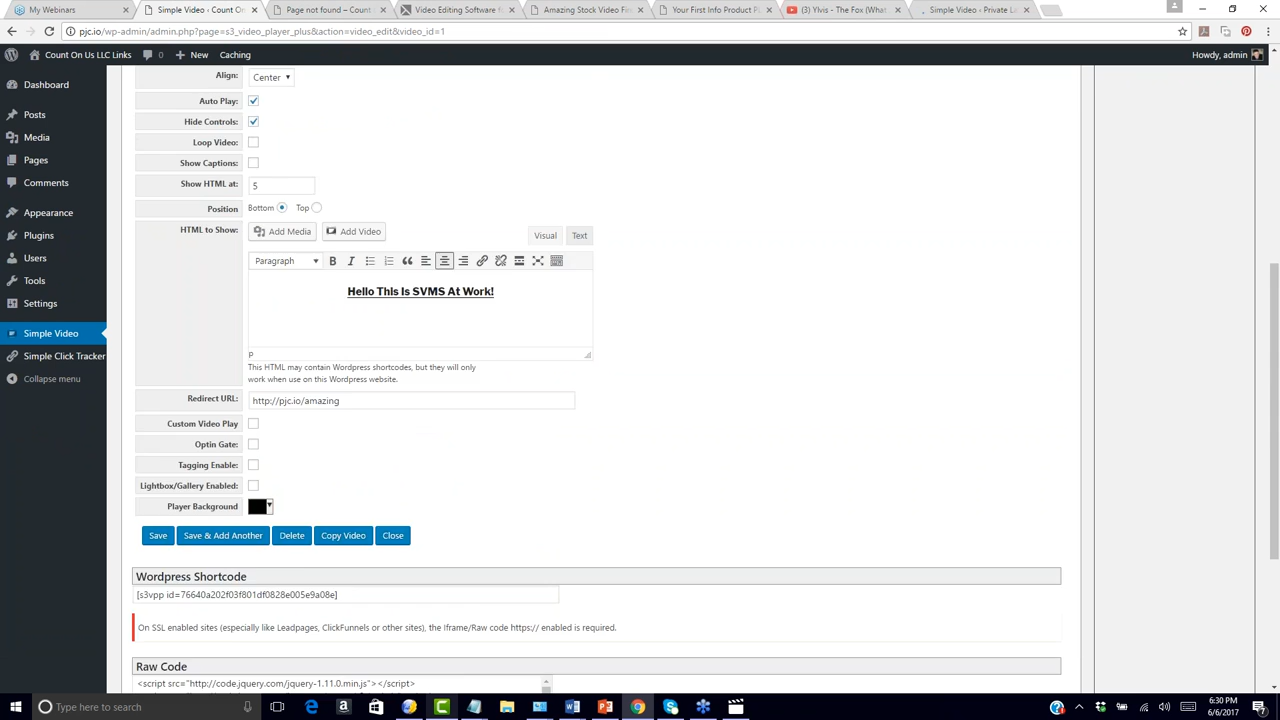 My Webinars
Simple Video ‹ Count On
Page not found – Count
Video Editing Software fo
Amazing Stock Video Fin
Your First Info Product Pl
(3) Ylvis - The Fox (What
Simple Video ‹ Private L
pjc.io/wp-admin/admin.php?page=s3_video_player_plus&action=video_edit&video_id=1
Count On Us LLC Links
0
New
Caching
Howdy, admin
Dashboard
Posts
Media
Pages
Comments
Appearance
Plugins
Users
Tools
Settings
Simple Video
Simple Click Tracker
Collapse menu
Align:
Center
Auto Play:
Hide Controls:
Loop Video:
Show Captions:
Show HTML at:
5
Position
Bottom
Top
HTML to Show:
Add Media
Add Video
Visual
Text
Paragraph
B
I
Hello This Is SVMS At Work!
P
This HTML may contain Wordpress shortcodes, but they will only
work when use on this Wordpress website.
Redirect URL:
http://pjc.io/amazing
Custom Video Play
Optin Gate:
Tagging Enable:
Lightbox/Gallery Enabled:
Player Background
Save
Save & Add Another
Delete
Copy Video
Close
Wordpress Shortcode
[s3vpp id=76640a202f03f801df0828e005e9a08e]
On SSL enabled sites (especially like Leadpages, ClickFunnels or other sites), the Iframe/Raw code https:// enabled is required.
Raw Code
<script src="http://code.jquery.com/jquery-1.11.0.min.js"></script>
Type here to search
6:30 PM
6/6/2017